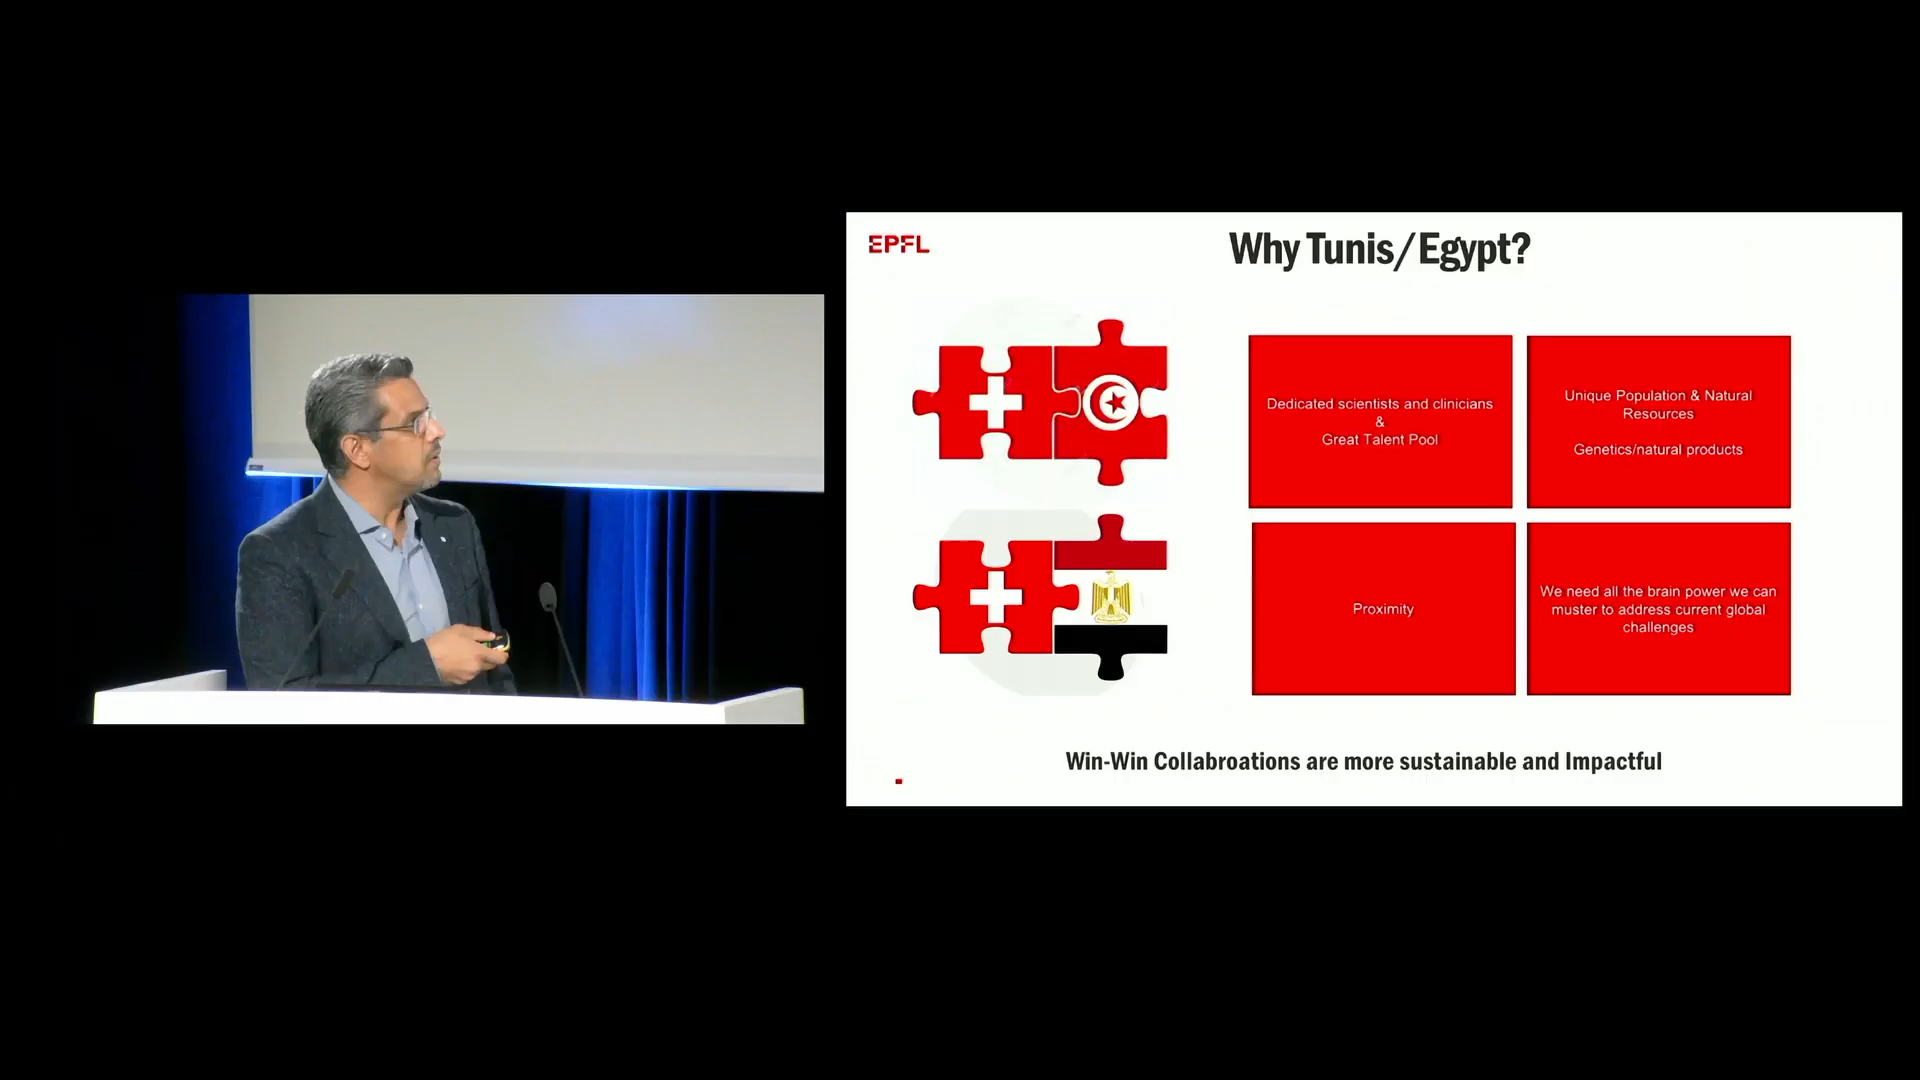 EPFL
Why Tunis/Egypt?
Dedicated scientists and clinicians
&
Great Talent Pool
Unique Population & Natural
Resources
Genetics/natural products
Proximity
We need all the brain power we can
muster to address current global
challenges
Win-Win Collabroations are more sustainable and Impactful